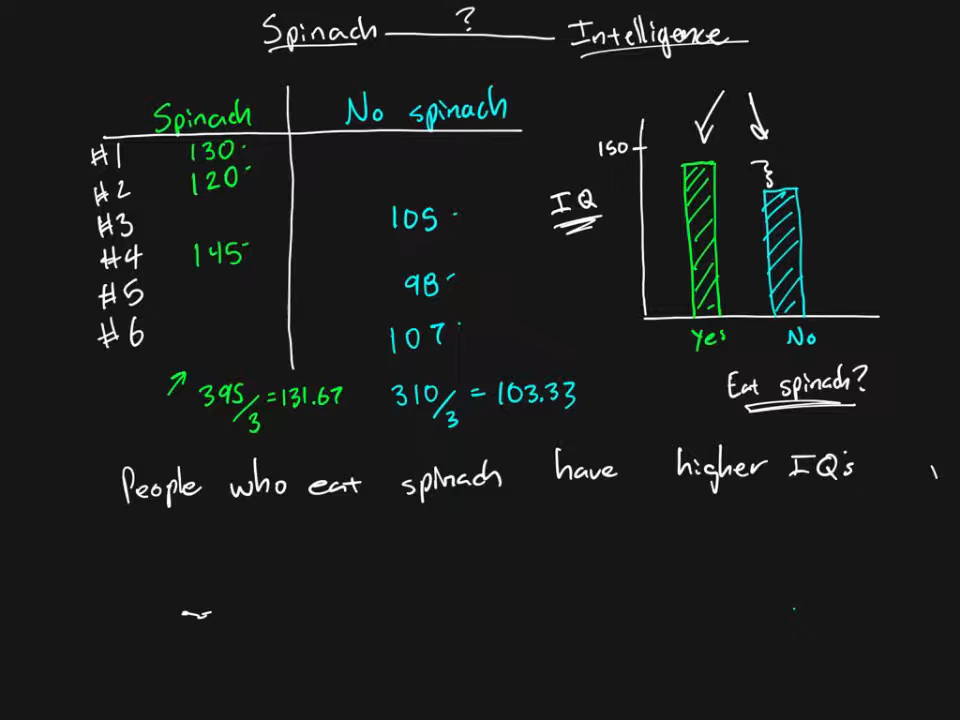 Spinach ? Intelligence
Spinach No spinach
#1 130
#2 120
#3 105
#4 145
#5 98
#6 107
395/3 = 131.67 310/3 = 103.33
150
IQ
Yes No
Eat spinach?
People who eat spinach have higher IQ's